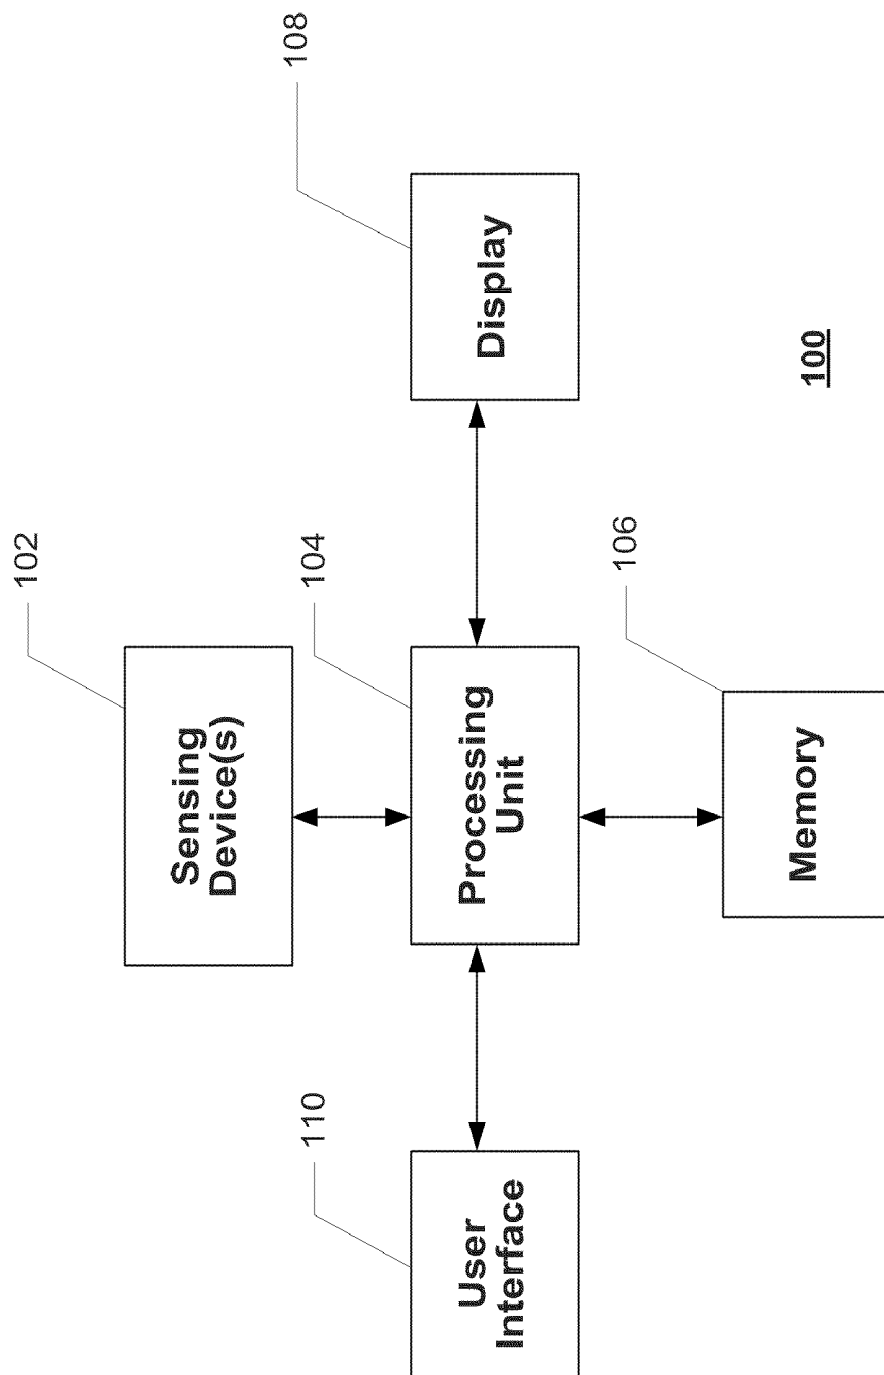 102
Sensing
Device(s)
110
User
Interface
104
Processing
Unit
108
Display
106
Memory
100